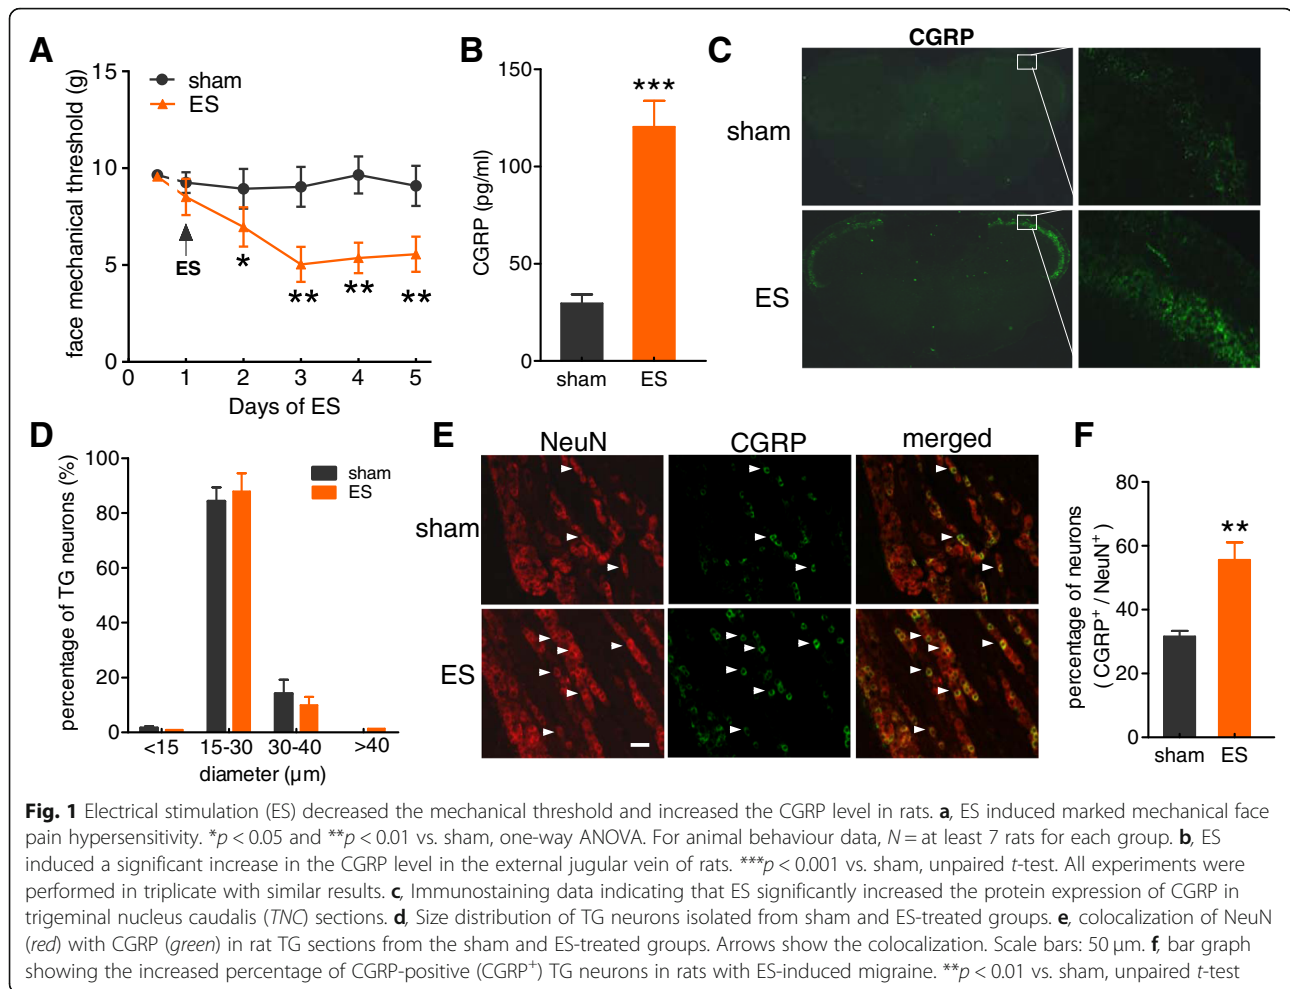 A
sham
ES
face mechanical threshold (g)
15
10
5
0
ES
*
**
**
**
0 1 2 3 4 5
Days of ES
B
CGRP (pg/ml)
150
100
50
0
***
sham ES
C
CGRP
sham
ES
D
percentage of TG neurons (%)
100
80
60
40
20
0
sham
ES
<15 15-30 30-40 >40
diameter (µm)
E
NeuN CGRP merged
sham
ES
F
percentage of neurons
( CGRP⁺ / NeuN⁺)
80
60
40
20
0
**
sham ES
Fig. 1 Electrical stimulation (ES) decreased the mechanical threshold and increased the CGRP level in rats. a, ES induced marked mechanical face
pain hypersensitivity. *p < 0.05 and **p < 0.01 vs. sham, one-way ANOVA. For animal behaviour data, N = at least 7 rats for each group. b, ES
induced a significant increase in the CGRP level in the external jugular vein of rats. ***p < 0.001 vs. sham, unpaired t-test. All experiments were
performed in triplicate with similar results. c, Immunostaining data indicating that ES significantly increased the protein expression of CGRP in
trigeminal nucleus caudalis (TNC) sections. d, Size distribution of TG neurons isolated from sham and ES-treated groups. e, colocalization of NeuN
(red) with CGRP (green) in rat TG sections from the sham and ES-treated groups. Arrows show the colocalization. Scale bars: 50 µm. f, bar graph
showing the increased percentage of CGRP-positive (CGRP⁺) TG neurons in rats with ES-induced migraine. **p < 0.01 vs. sham, unpaired t-test